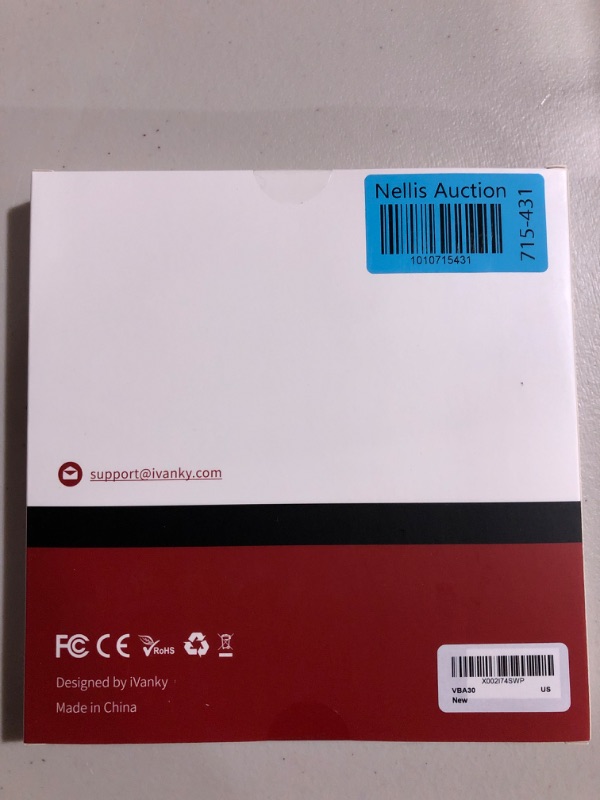 Nellis Auction
715-431
1010715431
support@ivanky.com
FC CE RoHS
Designed by iVanky
Made in China
X002I74SWP
VBA30 US
New